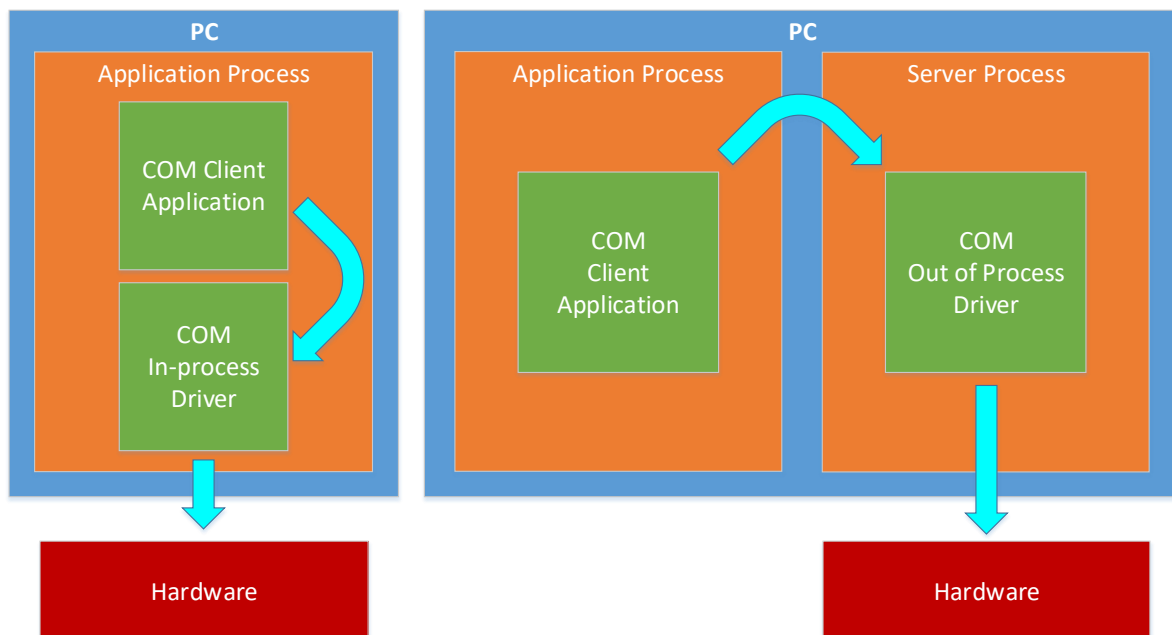 PC
Application Process
COM Client
Application
COM
In-process
Driver
Hardware
PC
Application Process
COM
Client
Application
Server Process
COM
Out of Process
Driver
Hardware